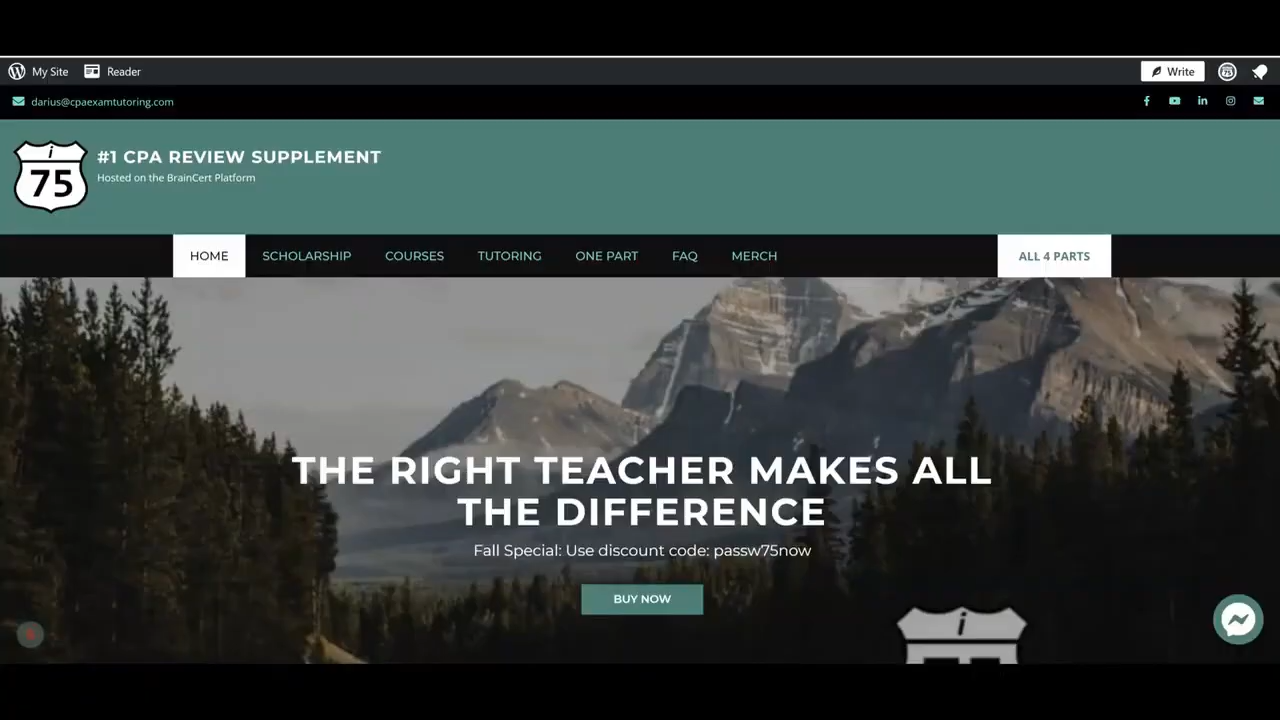 My Site Reader Write
darius@cpaexamtutoring.com
i
75
#1 CPA REVIEW SUPPLEMENT
Hosted on the BrainCert Platform
HOME SCHOLARSHIP COURSES TUTORING ONE PART FAQ MERCH ALL 4 PARTS
THE RIGHT TEACHER MAKES ALL
THE DIFFERENCE
Fall Special: Use discount code: passw75now
BUY NOW
i